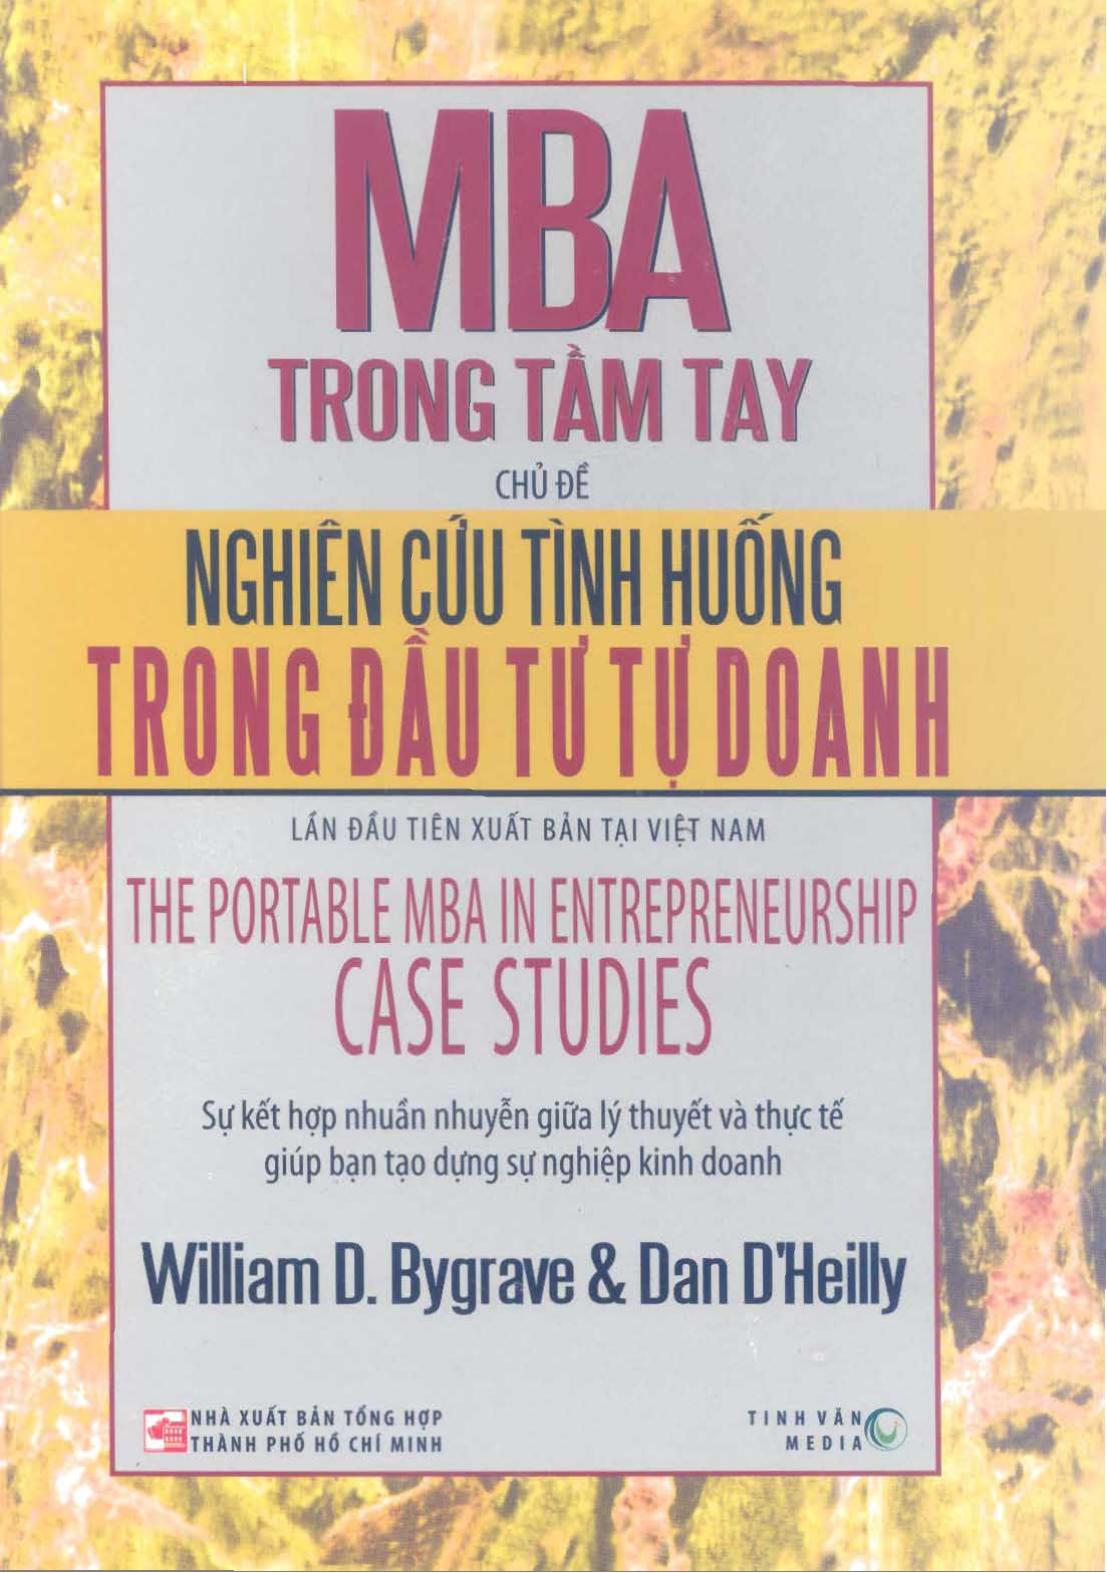 MBA
TRONG TẦM TAY
CHỦ ĐỀ
NGHIÊN CỨU TÌNH HUỐNG
TRONG ĐẦU TƯ TỰ DOANH
LẦN ĐẦU TIÊN XUẤT BẢN TẠI VIỆT NAM
THE PORTABLE MBA IN ENTREPRENEURSHIP
CASE STUDIES
Sự kết hợp nhuần nhuyễn giữa lý thuyết và thực tế
giúp bạn tạo dựng sự nghiệp kinh doanh
William D. Bygrave & Dan D'Heilly
NHÀ XUẤT BẢN TỔNG HỢP
THÀNH PHỐ HỒ CHÍ MINH
TINH VĂN
MEDIA